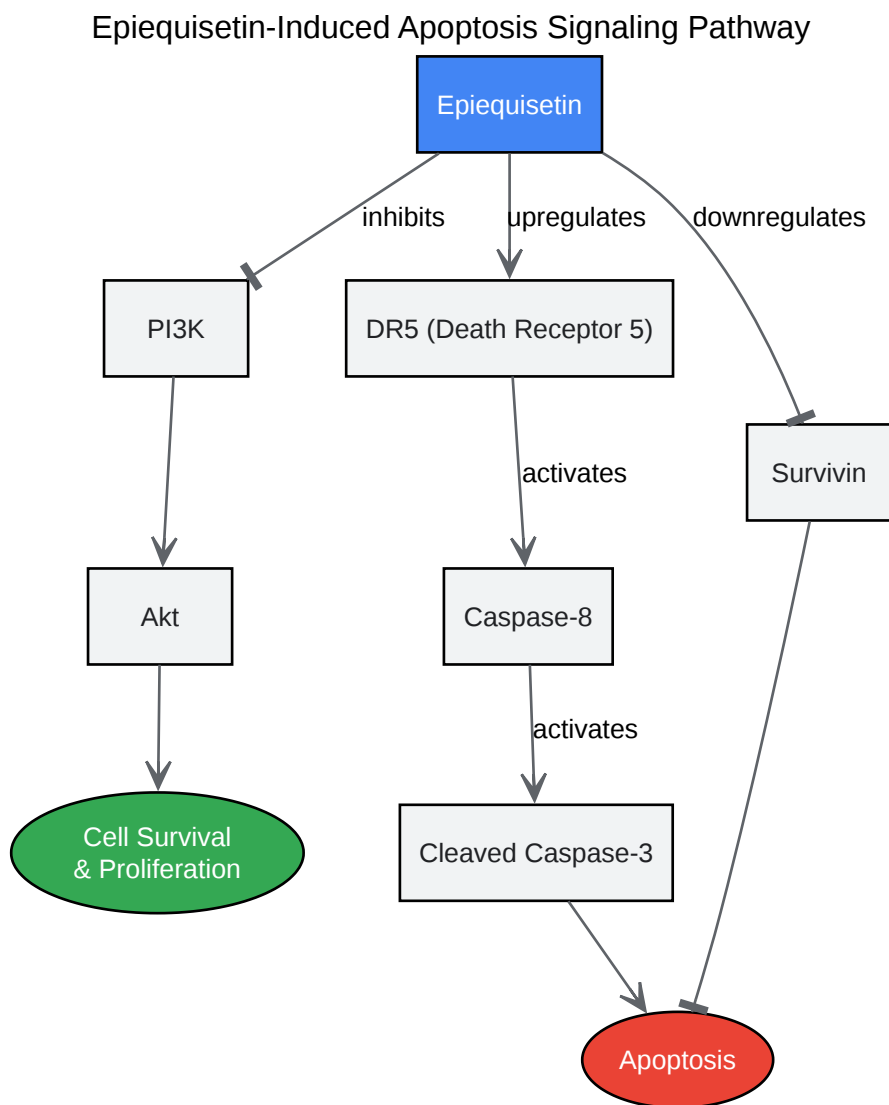 Epiequisetin-Induced Apoptosis Signaling Pathway
Epiequisetin
inhibits
upregulates
downregulates
PI3K
DR5 (Death Receptor 5)
Survivin
activates
Akt
Caspase-8
activates
Cell Survival
& Proliferation
Cleaved Caspase-3
Apoptosis